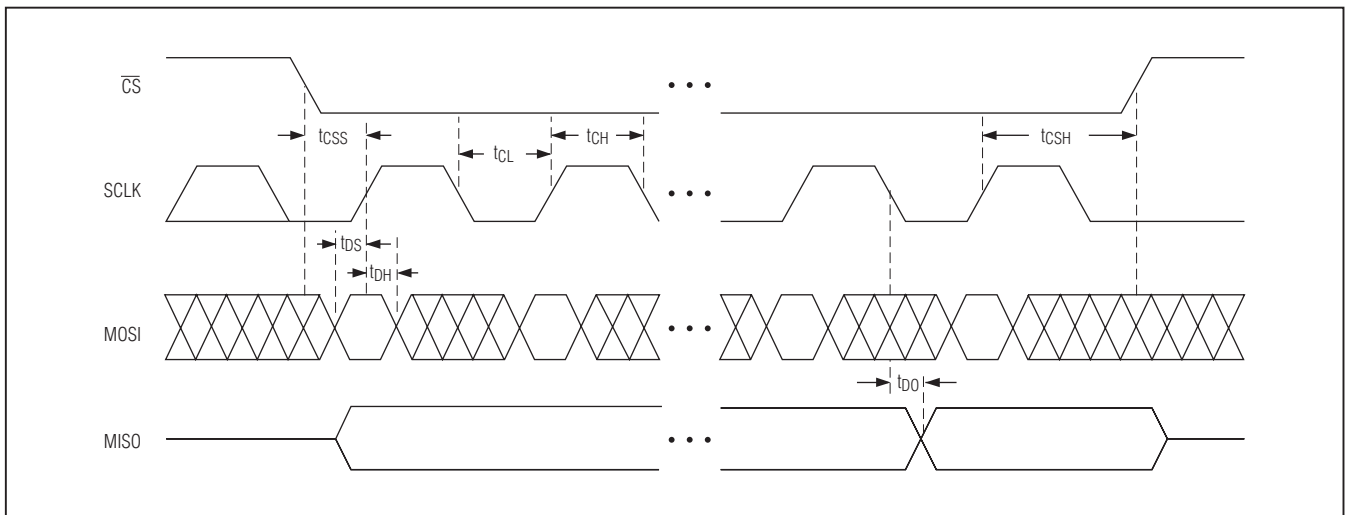 CS
tCSS
tCL
tCH
tCSH
SCLK
tDS
tDH
MOSI
tDO
MISO